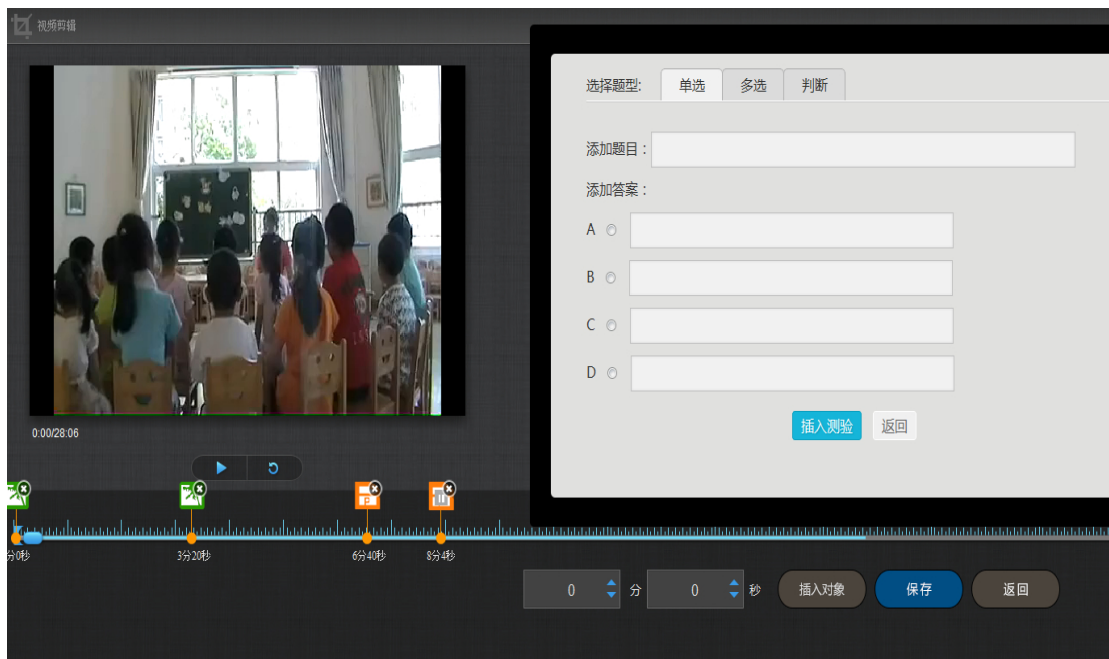 视频剪辑
选择题型: 单选 多选 判断
添加题目：
添加答案：
A
B
C
D
插入测验 返回
0:00/28:06
P
分0秒 3分20秒 6分40秒 8分4秒
0 分 0 秒 插入对象 保存 返回